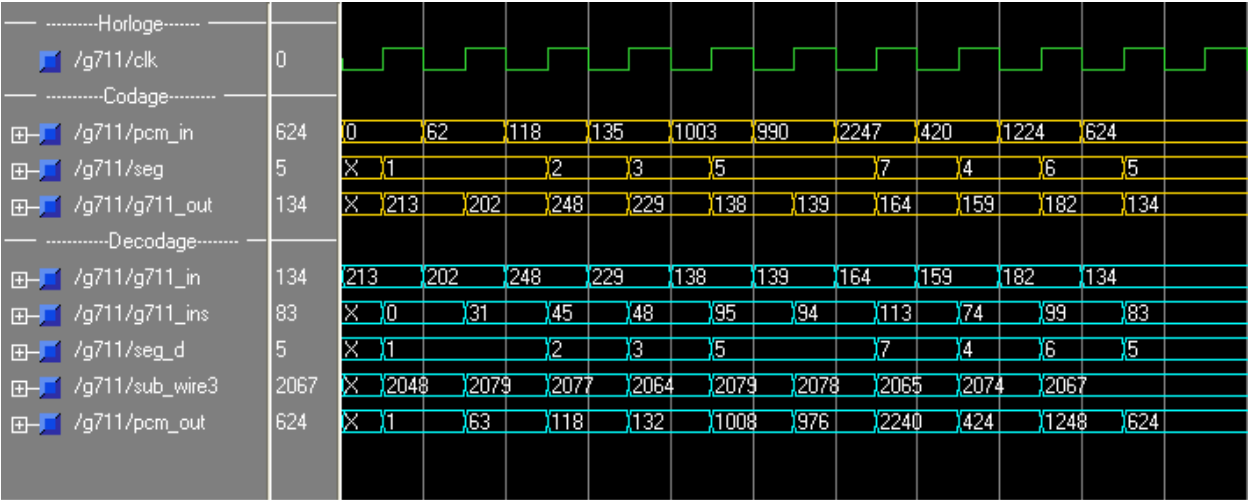 ----------Horloge-------
/g711/clk 0
----------Codage---------
/g711/pcm_in 624 0 62 118 135 1003 990 2247 420 1224 624
/g711/seg 5 X 1 2 3 5 7 4 6 5
/g711/g711_out 134 X 213 202 248 229 138 139 164 159 182 134
-----------Decodage--------
/g711/g711_in 134 213 202 248 229 138 139 164 159 182 134
/g711/g711_ins 83 X 0 31 45 48 95 94 113 74 99 83
/g711/seg_d 5 X 1 2 3 5 7 4 6 5
/g711/sub_wire3 2067 X 2048 2079 2077 2064 2079 2078 2065 2074 2067
/g711/pcm_out 624 X 1 63 118 132 1008 976 2240 424 1248 624